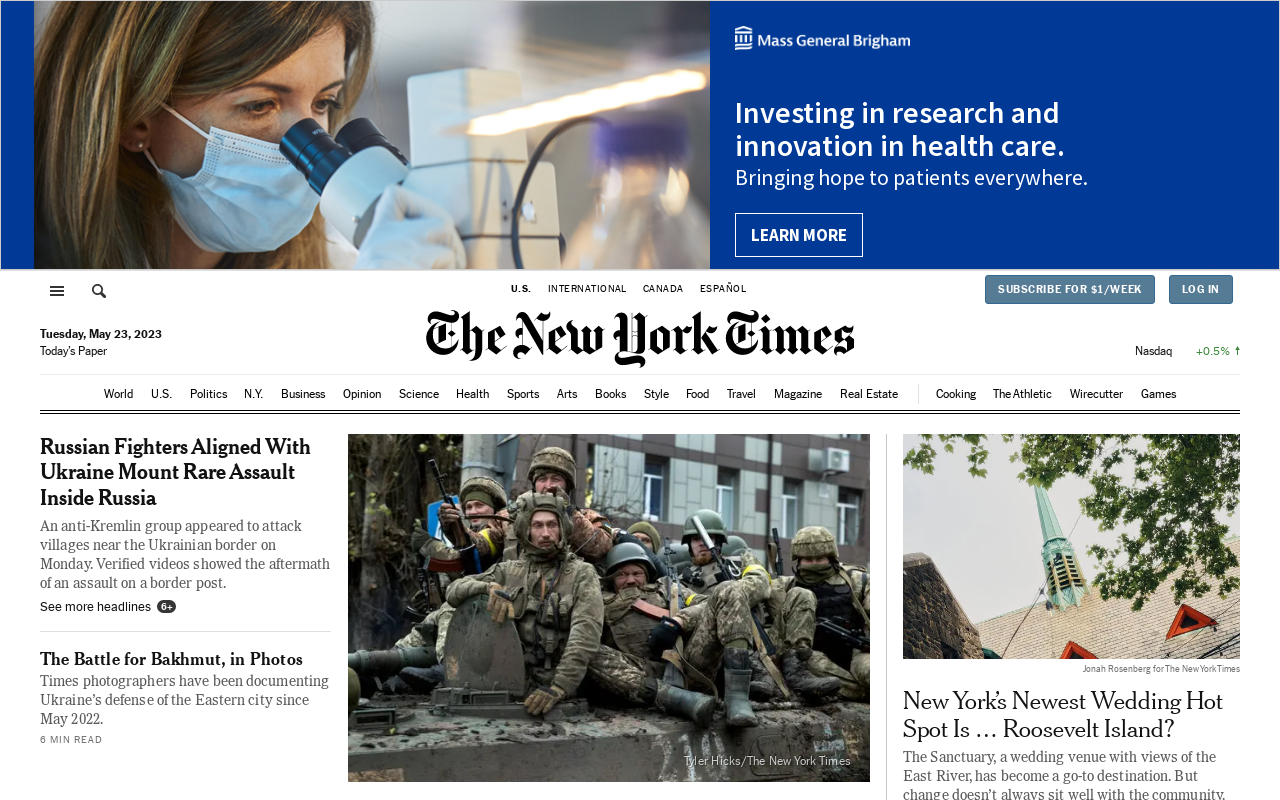 Mass General Brigham
Investing in research and
innovation in health care.
Bringing hope to patients everywhere.
LEARN MORE
U.S. INTERNATIONAL CANADA ESPAÑOL
SUBSCRIBE FOR $1/WEEK LOG IN
The New York Times
Tuesday, May 23, 2023
Today's Paper
Nasdaq +0.5%
World U.S. Politics N.Y. Business Opinion Science Health Sports Arts Books Style Food Travel Magazine Real Estate Cooking The Athletic Wirecutter Games
Russian Fighters Aligned With
Ukraine Mount Rare Assault
Inside Russia
An anti-Kremlin group appeared to attack
villages near the Ukrainian border on
Monday. Verified videos showed the aftermath
of an assault on a border post.
See more headlines 6+
The Battle for Bakhmut, in Photos
Times photographers have been documenting
Ukraine’s defense of the Eastern city since
May 2022.
6 MIN READ
Tyler Hicks/The New York Times
Jonah Rosenberg for The New York Times
New York’s Newest Wedding Hot
Spot Is … Roosevelt Island?
The Sanctuary, a wedding venue with views of the
East River, has become a go-to destination. But
change doesn’t always sit well with the community.